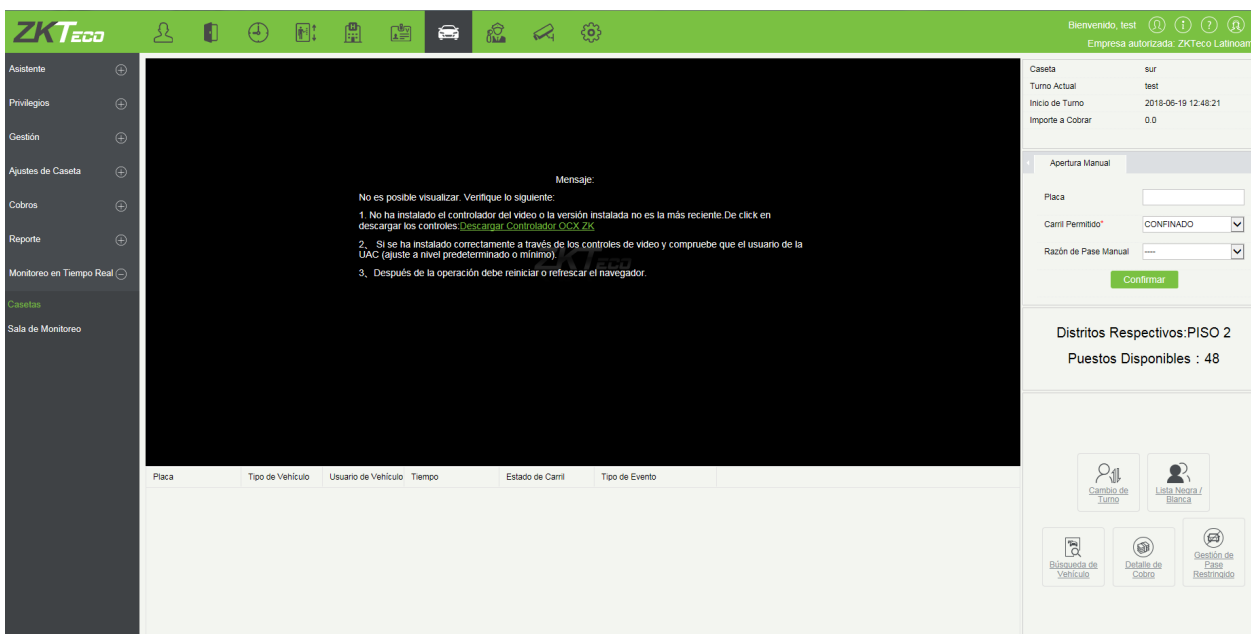 ZKTeco
Bienvenido, test
Empresa autorizada: ZKTeco Latinoam
Asistente
Privilegios
Gestión
Ajustes de Caseta
Cobros
Reporte
Monitoreo en Tiempo Real
Casetas
Sala de Monitoreo
Mensaje:
No es posible visualizar. Verifique lo siguiente:
1. No ha instalado el controlador del video o la versión instalada no es la más reciente.De click en
descargar los controles:Descargar Controlador OCX ZK
2、 Si se ha instalado correctamente a través de los controles de video y compruebe que el usuario de la
UAC (ajuste a nivel predeterminado o mínimo).
3、Después de la operación debe reiniciar o refrescar el navegador.
ZKTeco
Placa Tipo de Vehículo Usuario de Vehículo Tiempo Estado de Carril Tipo de Evento
Caseta sur
Turno Actual test
Inicio de Turno 2018-06-19 12:48:21
Importe a Cobrar 0.0
Apertura Manual
Placa
Carril Permitido* CONFINADO
Razón de Pase Manual ----
Confirmar
Distritos Respectivos:PISO 2
Puestos Disponibles : 48
Cambio de
Turno
Lista Negra /
Blanca
Búsqueda de
Vehículo
Detalle de
Cobro
Gestión de
Pase
Restringido